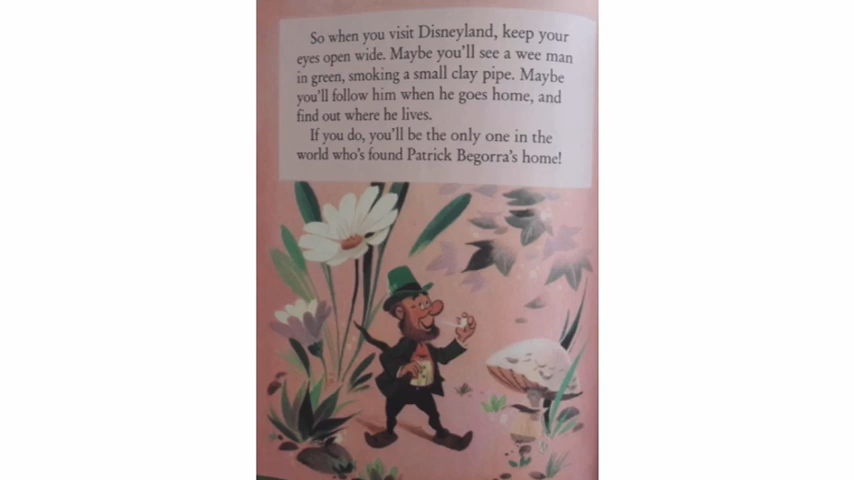 So when you visit Disneyland, keep your
eyes open wide. Maybe you'll see a wee man
in green, smoking a small clay pipe. Maybe
you'll follow him when he goes home, and
find out where he lives.
If you do, you'll be the only one in the
world who's found Patrick Begorra's home!